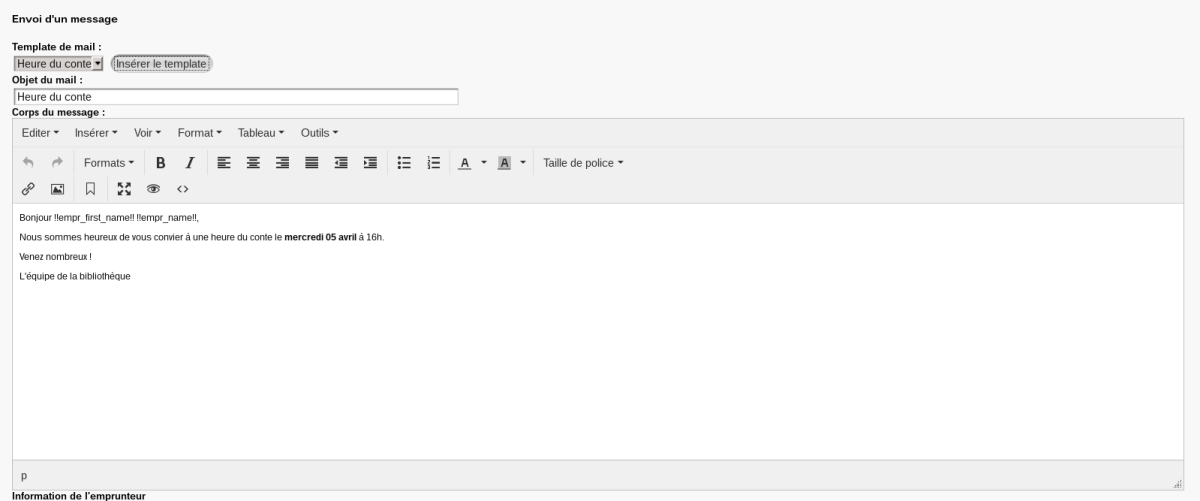 Envoi d'un message
Template de mail :
Heure du conte Insérer le template
Objet du mail :
Heure du conte
Corps du message :
Editer Insérer Voir Format Tableau Outils
Formats B I A A Taille de police
Bonjour !!empr_first_name!! !!empr_name!!,
Nous sommes heureux de vous convier à une heure du conte le mercredi 05 avril à 16h.
Venez nombreux !
L'équipe de la bibliothèque
p
Information de l'emprunteur